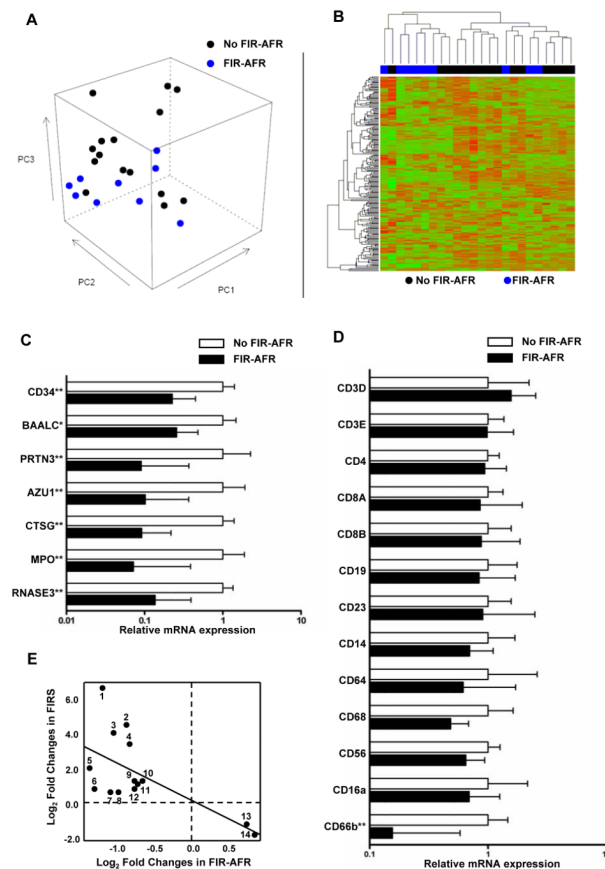 A
No FIR-AFR
FIR-AFR
PC3
PC2
PC1
B
No FIR-AFR
FIR-AFR
C
No FIR-AFR
FIR-AFR
CD34**
BAALC*
PRTN3**
AZU1**
CTSG**
MPO**
RNASE3**
0.01 0.1 1 10
Relative mRNA expression
D
No FIR-AFR
FIR-AFR
CD3D
CD3E
CD4
CD8A
CD8B
CD19
CD23
CD14
CD64
CD68
CD56
CD16a
CD66b**
0.1 1
Relative mRNA expression
E
Log2 Fold Changes in FIRS
6.0
4.0
2.0
0.0
1
2
3
4
5
6
7 8
9 10
11
12
13
14
-1.0 -0.5 0.0 0.5
Log2 Fold Changes in FIR-AFR